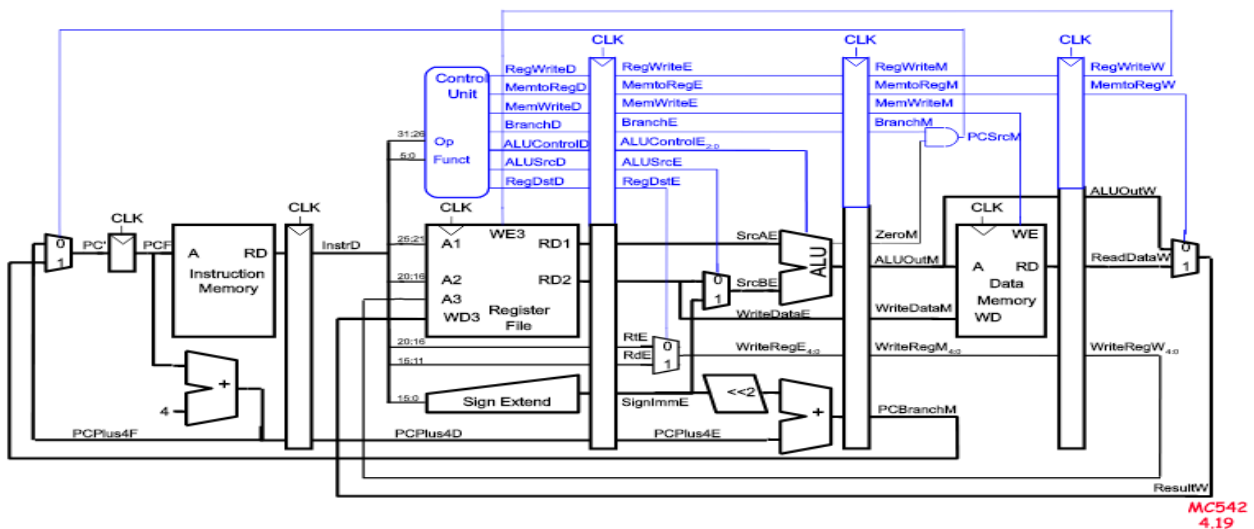 CLK CLK CLK
Control Unit
RegWriteD RegWriteE RegWriteM RegWriteW
MemtoRegD MemtoRegE MemtoRegM MemtoRegW
MemWriteD MemWriteE MemWriteM
BranchD BranchE BranchM
PCSrcM
31:26 Op
ALUControlD ALUControlE2:0
5:0 Funct
ALUSrcD ALUSrcE
RegDstD RegDstE
ALUOutW
CLK CLK CLK CLK
0 1 PC' PCF
A RD
Instruction Memory
InstrD
25:21 A1 WE3 RD1
SrcAE
ALU
ZeroM
WE
20:16 A2 RD2
0 1 SrcBE
ALUOutM
A RD
Data Memory
WD
ReadDataW
0 1
A3
WD3 Register File
WriteDataE WriteDataM
20:16 RtE 0
15:11 RdE 1
WriteRegE4:0 WriteRegM4:0 WriteRegW4:0
+
4
15:0 Sign Extend
SignImmE
<<2
+
PCBranchM
PCPlus4F PCPlus4D PCPlus4E
ResultW
MC542
4.19